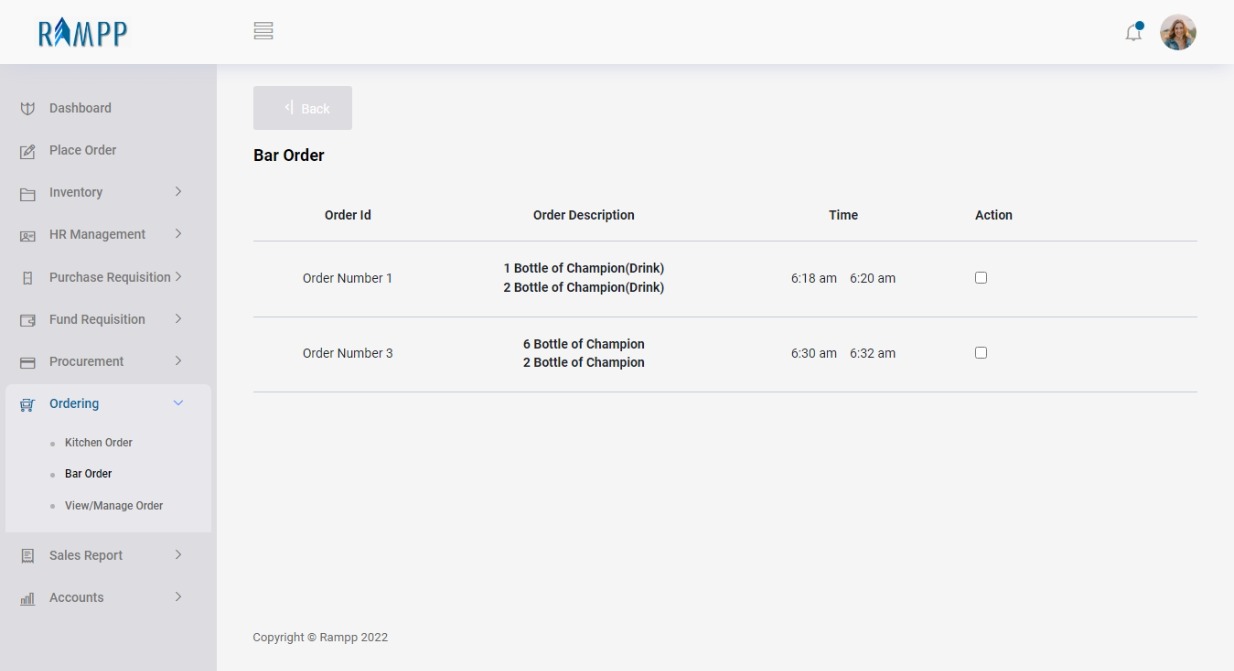 RAMPP
Back
Dashboard
Place Order
Inventory
HR Management
Purchase Requisition
Fund Requisition
Procurement
Ordering
Kitchen Order
Bar Order
View/Manage Order
Sales Report
Accounts
Bar Order
Order Id Order Description Time Action
Order Number 1 1 Bottle of Champion(Drink) 6:18 am 6:20 am
2 Bottle of Champion(Drink)
Order Number 3 6 Bottle of Champion 6:30 am 6:32 am
2 Bottle of Champion
Copyright © Rampp 2022